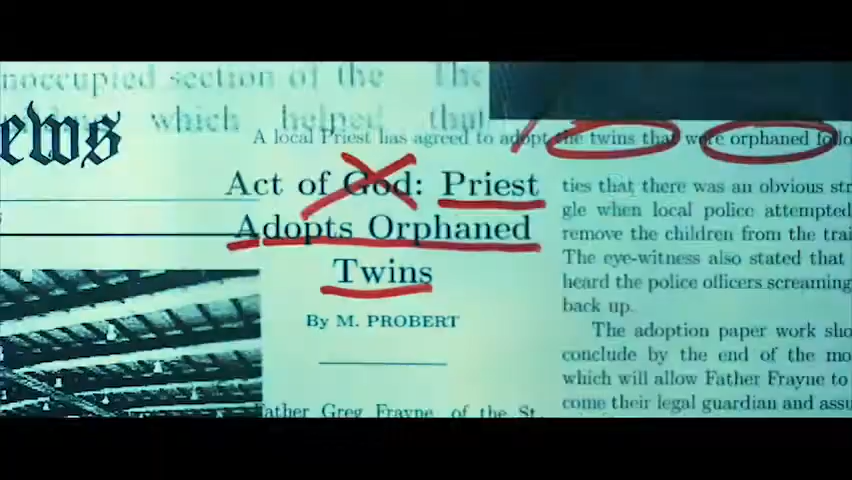 noccupied section of the The
which helped that
ews
A local Priest has agreed to adopt the twins that were orphaned follo
Act of God: Priest
Adopts Orphaned
Twins
By M. PROBERT
Father Greg Frayne, of the St.
ties that there was an obvious str
gle when local police attempted
remove the children from the trai
The eye-witness also stated that
heard the police officers screaming
back up.
The adoption paper work sho
conclude by the end of the mo
which will allow Father Frayne to
come their legal guardian and assu